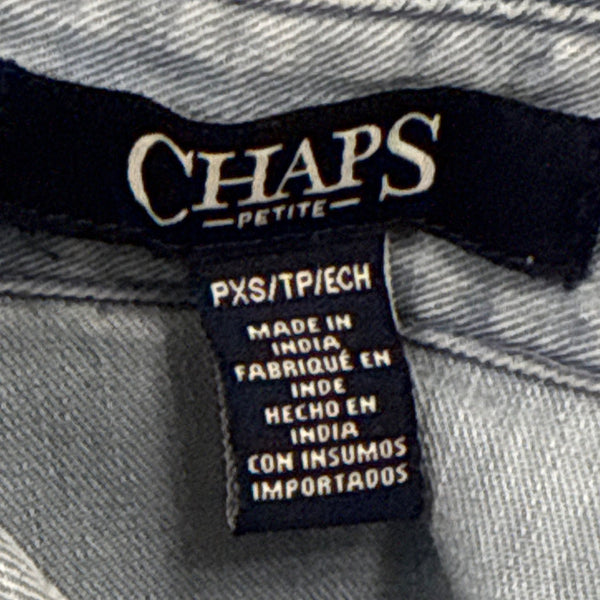 CHAPS
PETITE
PXS/TP/ECH
MADE IN
INDIA
FABRIQUÉ EN
INDE
HECHO EN
INDIA
CON INSUMOS
IMPORTADOS